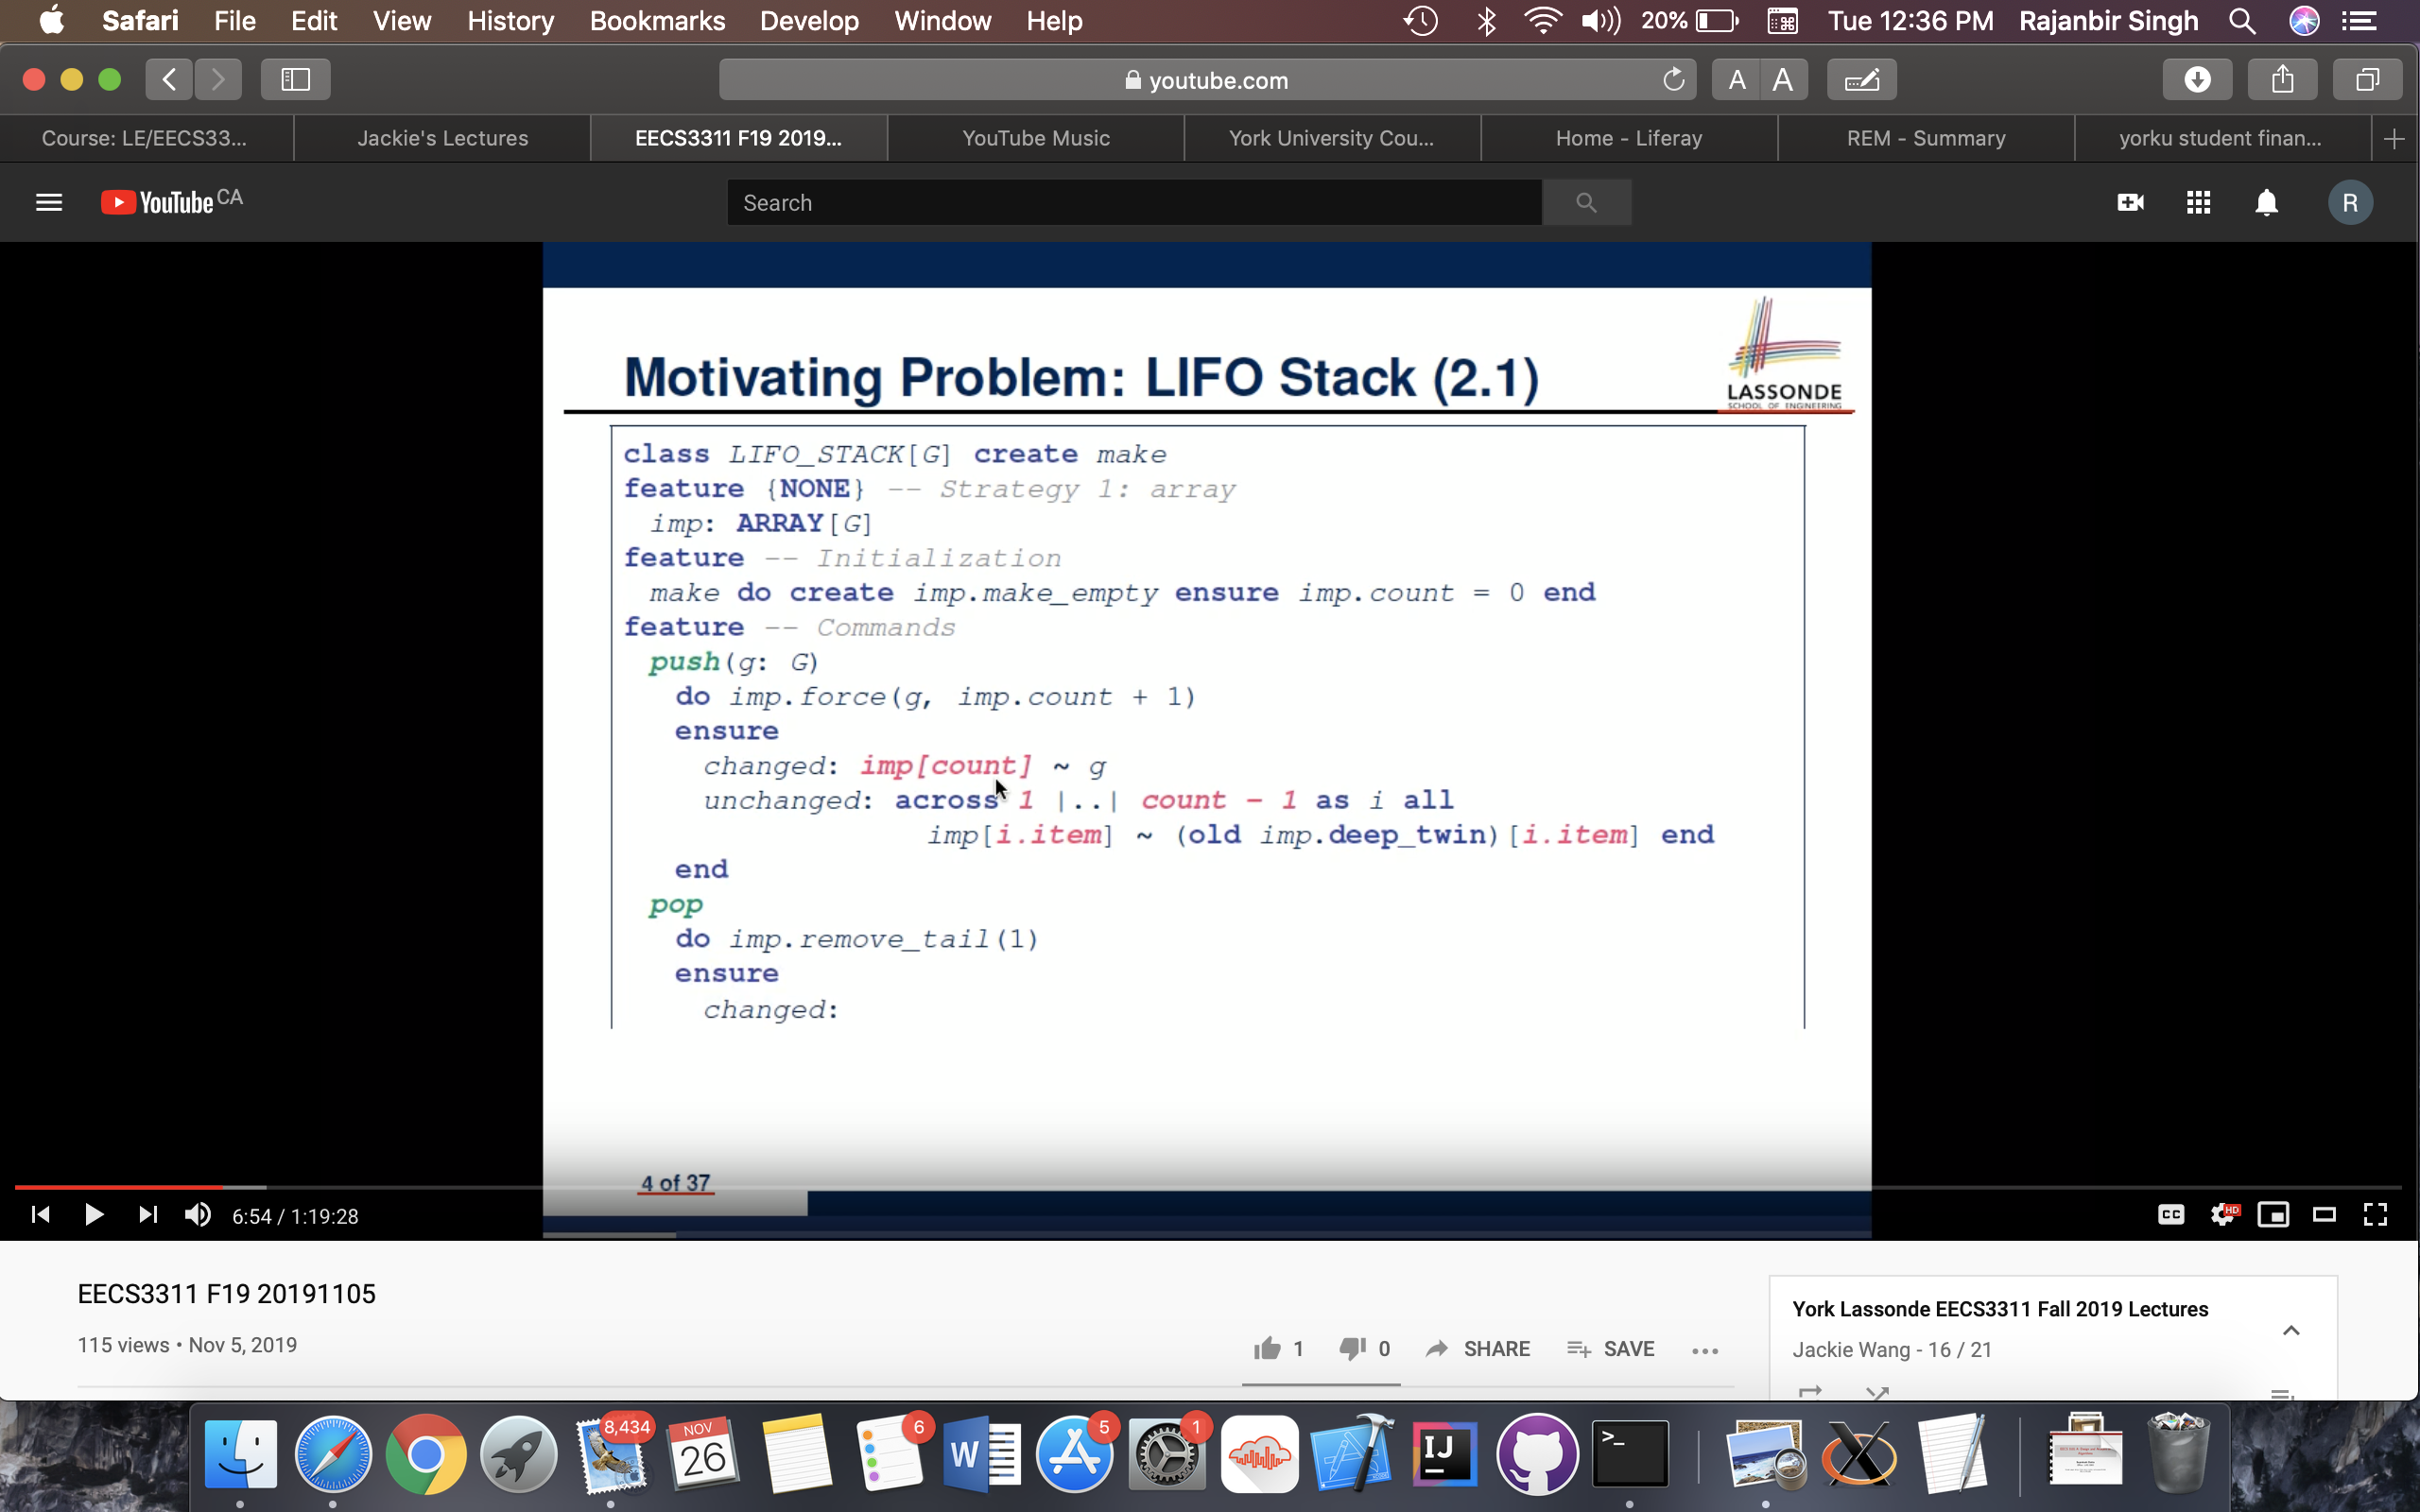 Safari File Edit View History Bookmarks Develop Window Help 20% Tue 12:36 PM Rajanbir Singh
youtube.com A A
Course: LE/EECS33... Jackie's Lectures EECS3311 F19 2019... YouTube Music York University Cou... Home - Liferay REM - Summary yorku student finan...
YouTube CA Search R
Motivating Problem: LIFO Stack (2.1)
LASSONDE
SCHOOL OF ENGINEERING
class LIFO_STACK[G] create make
feature {NONE} -- Strategy 1: array
imp: ARRAY[G]
feature -- Initialization
make do create imp.make_empty ensure imp.count = 0 end
feature -- Commands
push(g: G)
do imp.force(g, imp.count + 1)
ensure
changed: imp[count] ~ g
unchanged: across 1 |..| count - 1 as i all
imp[i.item] ~ (old imp.deep_twin)[i.item] end
end
pop
do imp.remove_tail(1)
ensure
changed:
4 of 37
6:54 / 1:19:28 CC HD
EECS3311 F19 20191105
115 views • Nov 5, 2019
1 0 SHARE SAVE
York Lassonde EECS3311 Fall 2019 Lectures
Jackie Wang - 16 / 21
8,434 NOV 26 6 W 5 1 IJ >_ X